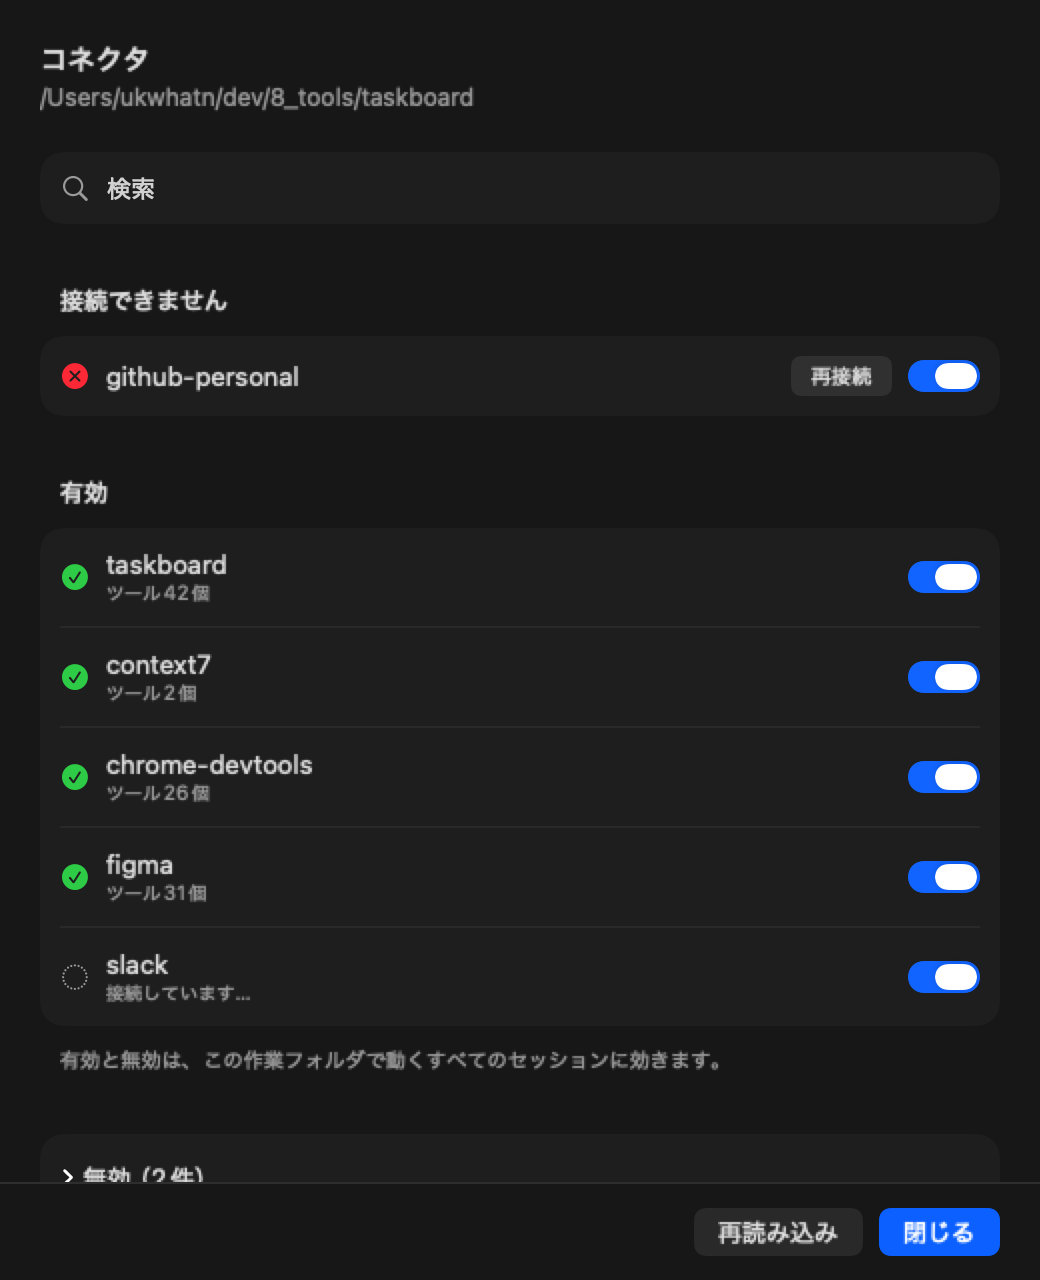 コネクタ
/Users/ukwhatn/dev/8_tools/taskboard
検索
接続できません
github-personal
再接続
有効
taskboard
ツール42個
context7
ツール2個
chrome-devtools
ツール26個
figma
ツール31個
slack
接続しています...
有効と無効は、この作業フォルダで動くすべてのセッションに効きます。
無効（2件）
再読み込み
閉じる